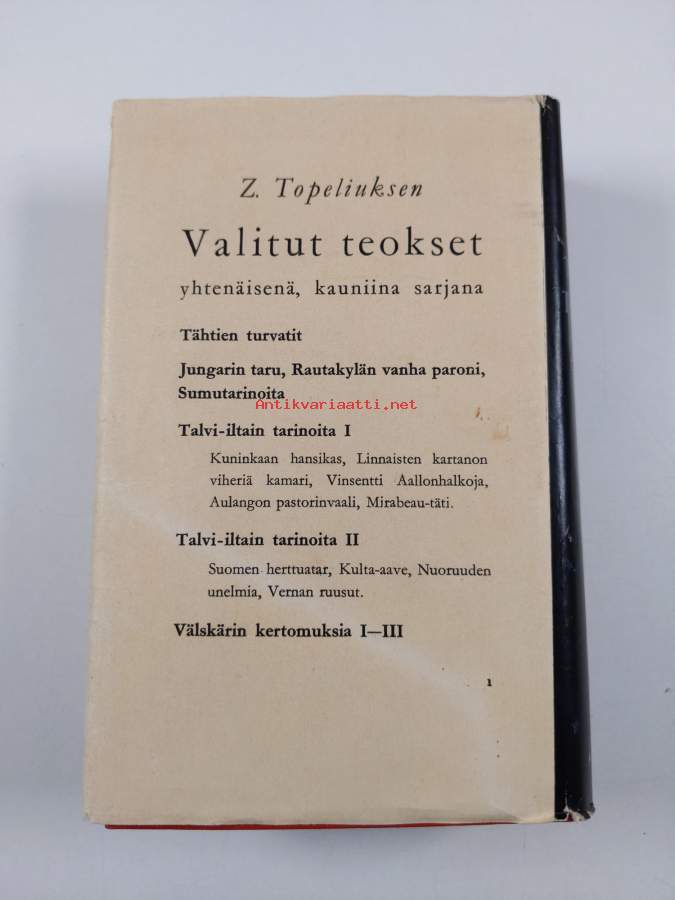 Z. Topeliuksen
Valitut teokset
yhtenäisenä, kauniina sarjana
Tähtien turvatit
Jungarin taru, Rautakylän vanha paroni,
Sumutarinoita
Antikvariaatti.net
Talvi-iltain tarinoita I
Kuninkaan hansikas, Linnaisten kartanon
viheriä kamari, Vinsentti Aallonhalkoja,
Aulangon pastorinvaali, Mirabeau-täti.
Talvi-iltain tarinoita II
Suomen herttuatar, Kulta-aave, Nuoruuden
unelmia, Vernan ruusut.
Välskärin kertomuksia I—III
1